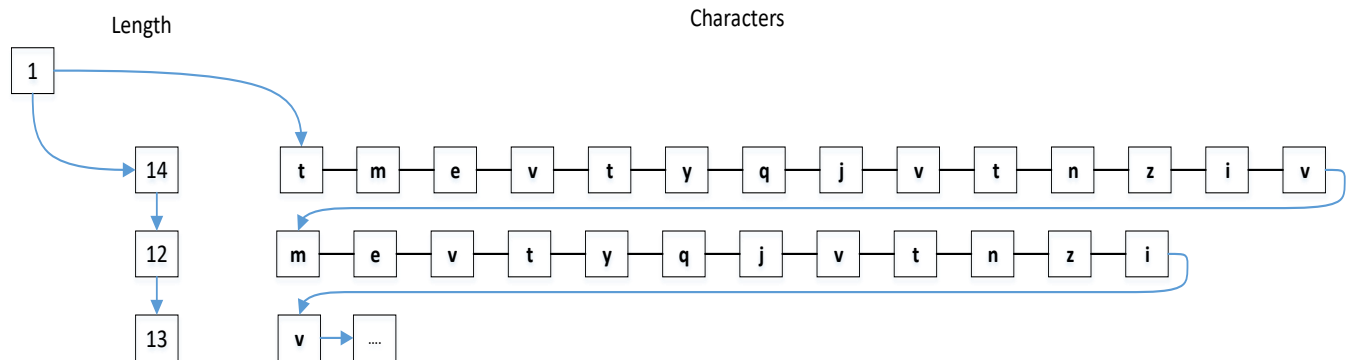 Length Characters
1
14 t m e v t y q j v t n z i v
12 m e v t y q j v t n z i
13 v ....